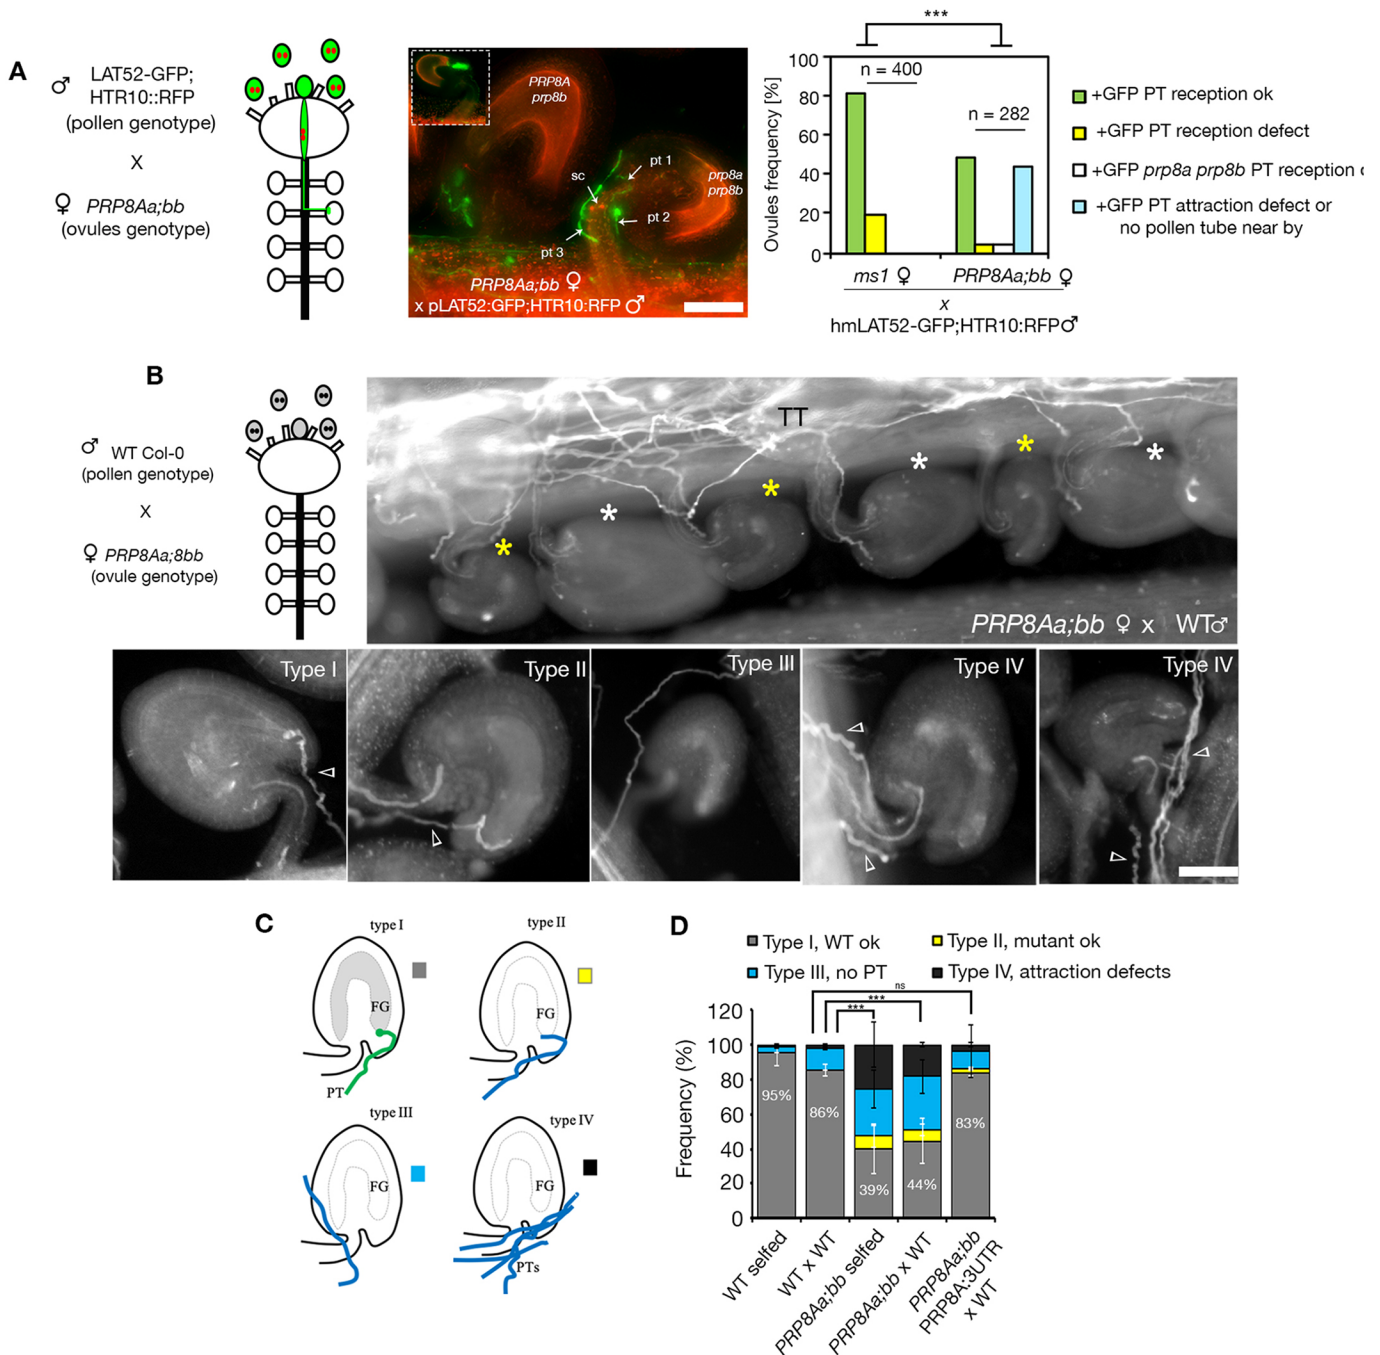 A
♂ LAT52-GFP;
HTR10::RFP
(pollen genotype)
X
♀ PRP8Aa;bb
(ovules genotype)
PRP8A
prp8b
pt 1
sc
prp8a
prp8b
pt 2
pt 3
PRP8Aa;bb ♀
x pLAT52:GFP;HTR10:RFP ♂
***
Ovules frequency [%]
100
80
60
40
20
0
n = 400
n = 282
ms1 ♀
PRP8Aa;bb ♀
x
hmLAT52-GFP;HTR10:RFP♂
+GFP PT reception ok
+GFP PT reception defect
+GFP prp8a prp8b PT reception
+GFP PT attraction defect or
no pollen tube near by
B
♂ WT Col-0
(pollen genotype)
X
♀ PRP8Aa;8bb
(ovule genotype)
TT
*
*
*
*
*
*
PRP8Aa;bb ♀ x WT♂
Type I
Type II
Type III
Type IV
Type IV
C
type I
FG
PT
type II
FG
type III
FG
type IV
FG
PTs
D
Type I, WT ok
Type II, mutant ok
Type III, no PT
Type IV, attraction defects
ns
***
***
Frequency (%)
120
100
80
60
40
20
0
95%
86%
39%
44%
83%
WT selfed
WT x WT
PRP8Aa;bb selfed
PRP8Aa;bb x WT
PRP8Aa;bb
PRP8A:3UTR
x WT